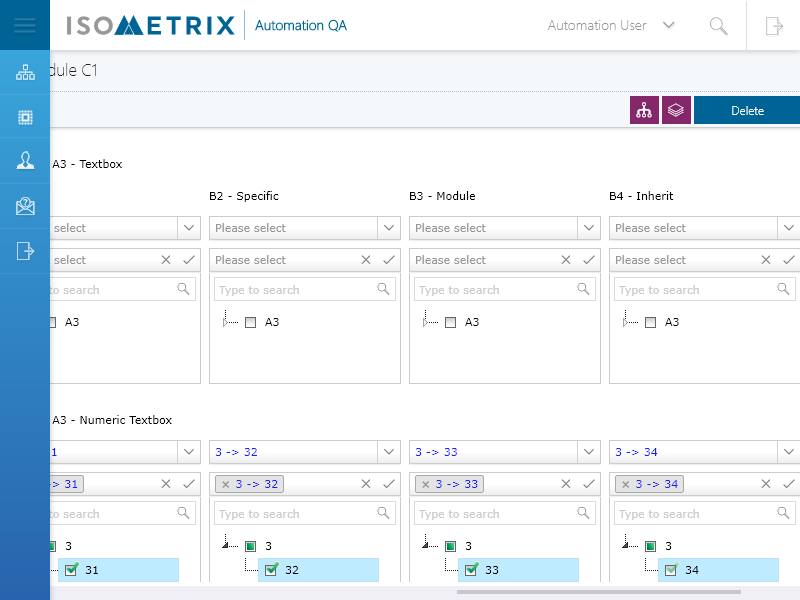 ISOMETRIX Automation QA Automation User
dule C1
Delete
A3 - Textbox
B2 - Specific B3 - Module B4 - Inherit
select Please select Please select Please select
select Please select Please select Please select
to search Type to search Type to search Type to search
A3 A3 A3 A3
A3 - Numeric Textbox
1 3 -> 32 3 -> 33 3 -> 34
-> 31 3 -> 32 3 -> 33 3 -> 34
to search Type to search Type to search Type to search
3 3 3 3
31 32 33 34